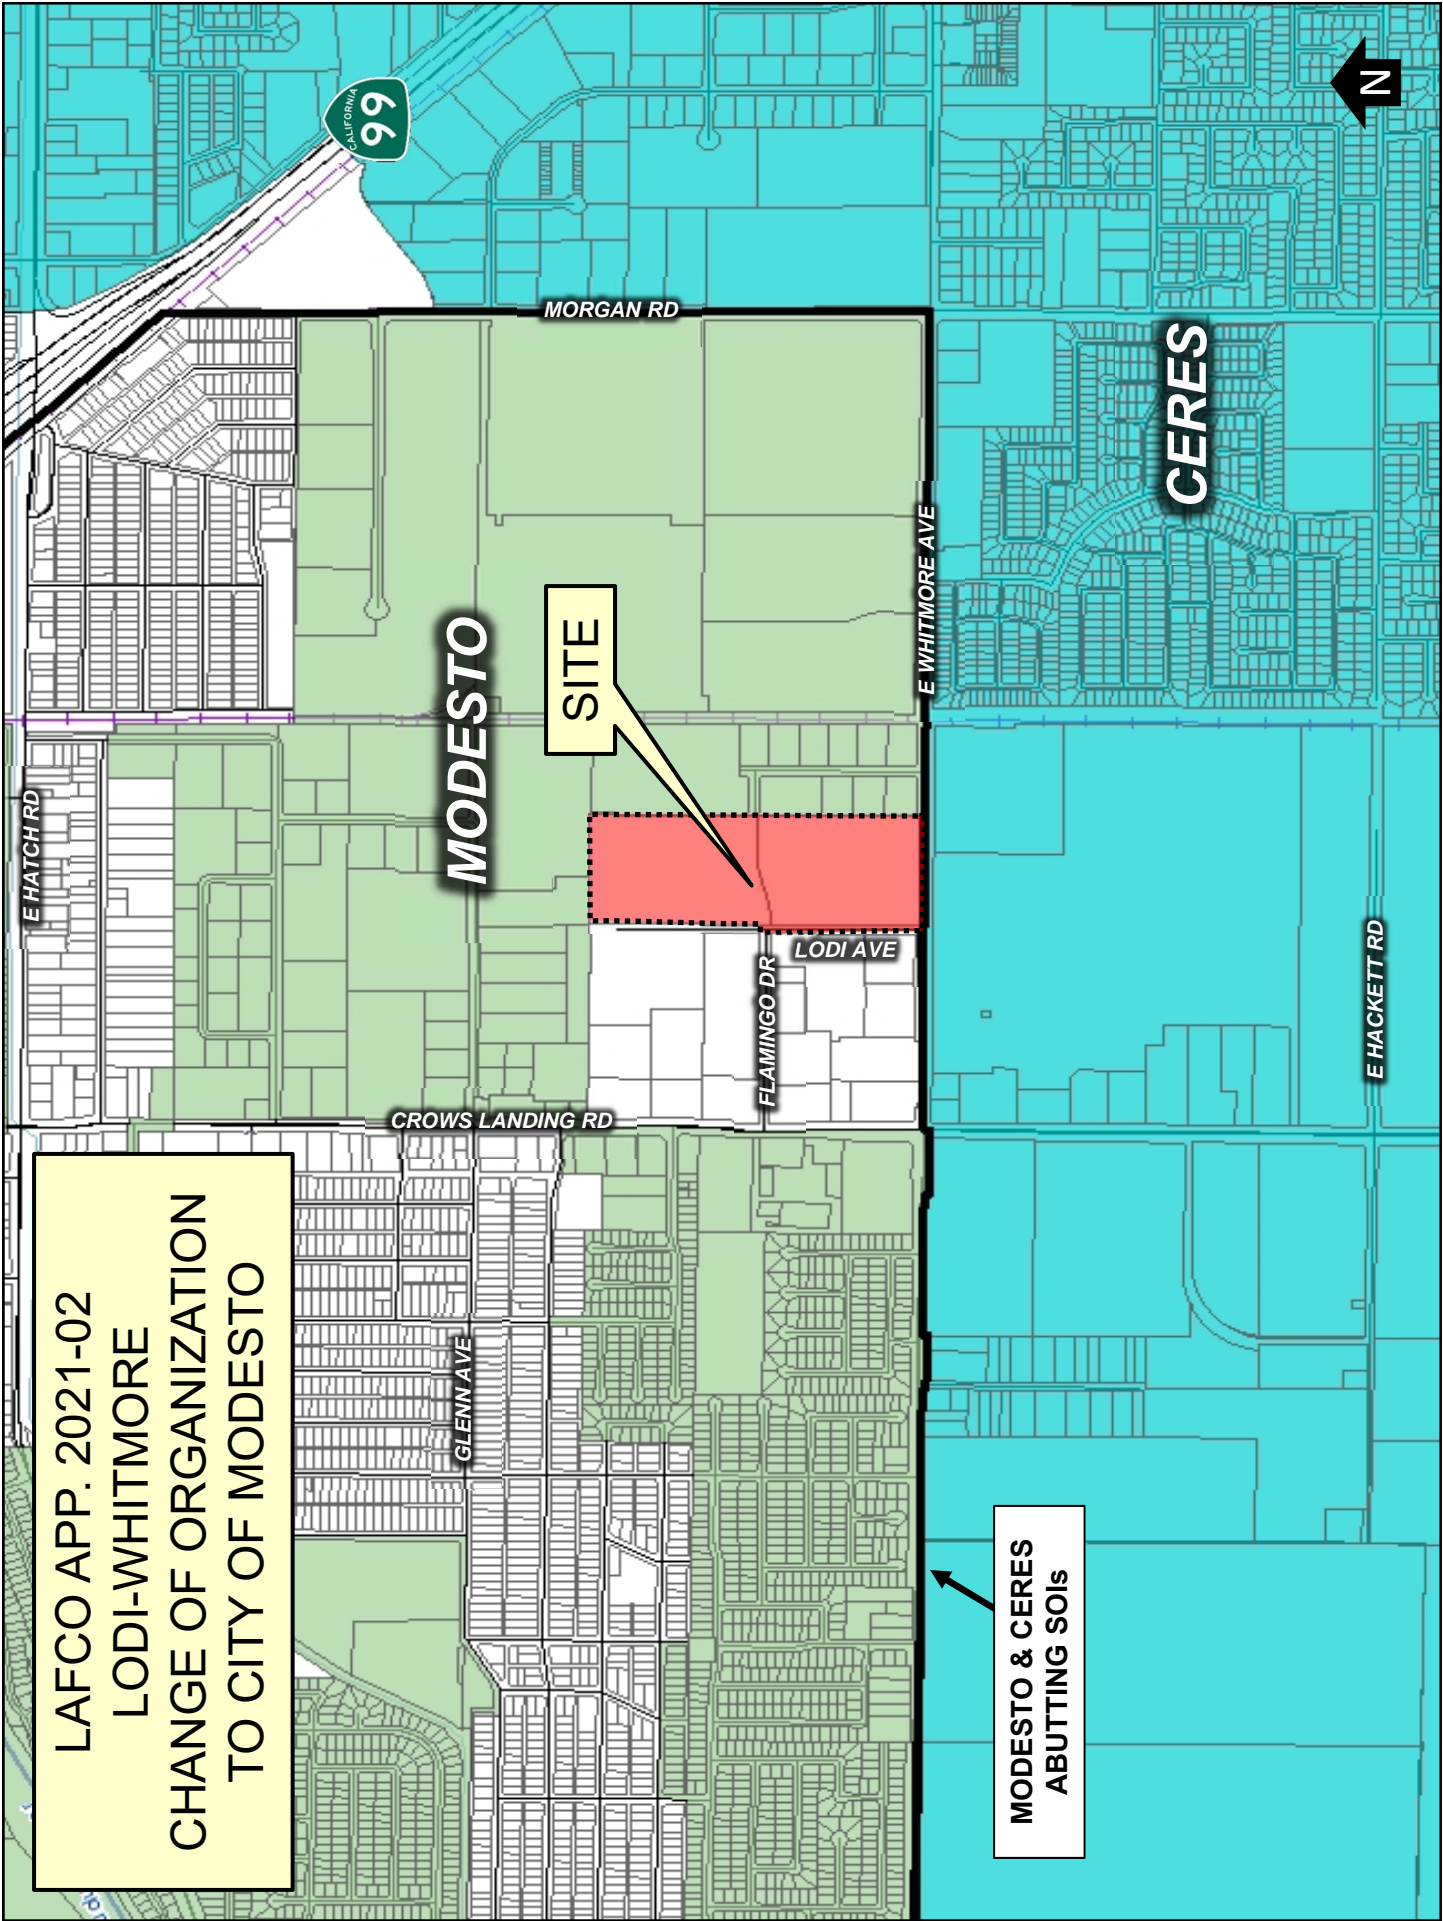 LAFCO APP. 2021-02
LODI-WHITMORE
CHANGE OF ORGANIZATION
TO CITY OF MODESTO
E HATCH RD
CALIFORNIA
99
GLENN AVE
CROWS LANDING RD
MODESTO
MORGAN RD
SITE
FLAMINGO DR
LODI AVE
E WHITMORE AVE
MODESTO & CERES
ABUTTING SOIs
CERES
E HACKETT RD
N